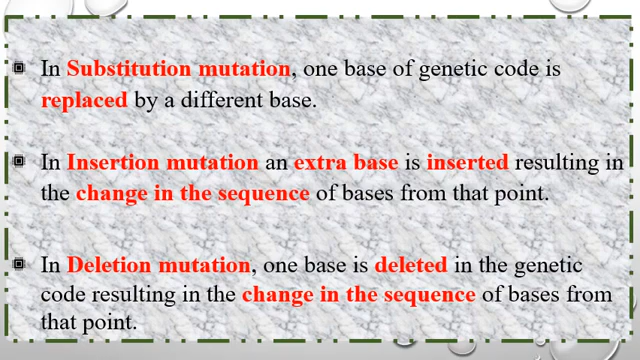 In Substitution mutation, one base of genetic code is
replaced by a different base.
In Insertion mutation an extra base is inserted resulting in
the change in the sequence of bases from that point.
In Deletion mutation, one base is deleted in the genetic
code resulting in the change in the sequence of bases from
that point.